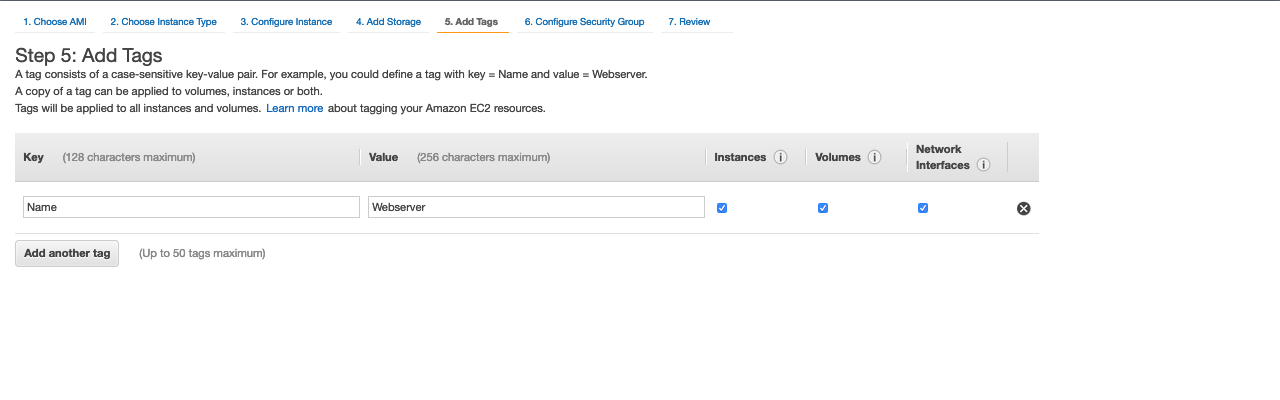 1. Choose AMI 2. Choose Instance Type 3. Configure Instance 4. Add Storage 5. Add Tags 6. Configure Security Group 7. Review
Step 5: Add Tags
A tag consists of a case-sensitive key-value pair. For example, you could define a tag with key = Name and value = Webserver.
A copy of a tag can be applied to volumes, instances or both.
Tags will be applied to all instances and volumes. Learn more about tagging your Amazon EC2 resources.
Key (128 characters maximum) Value (256 characters maximum) Instances Volumes Network
Interfaces
Name Webserver
Add another tag (Up to 50 tags maximum)